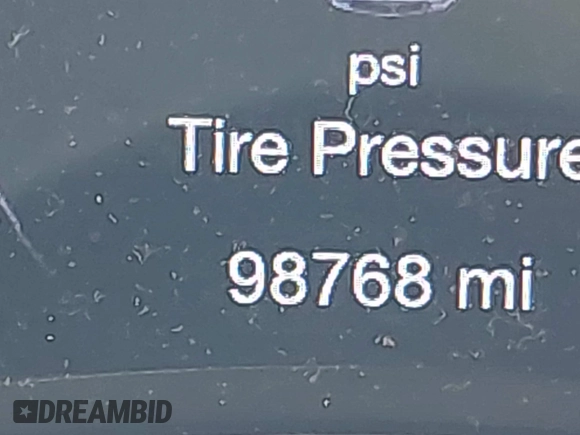 psi
Tire Pressure
98768 mi
DREAMBID